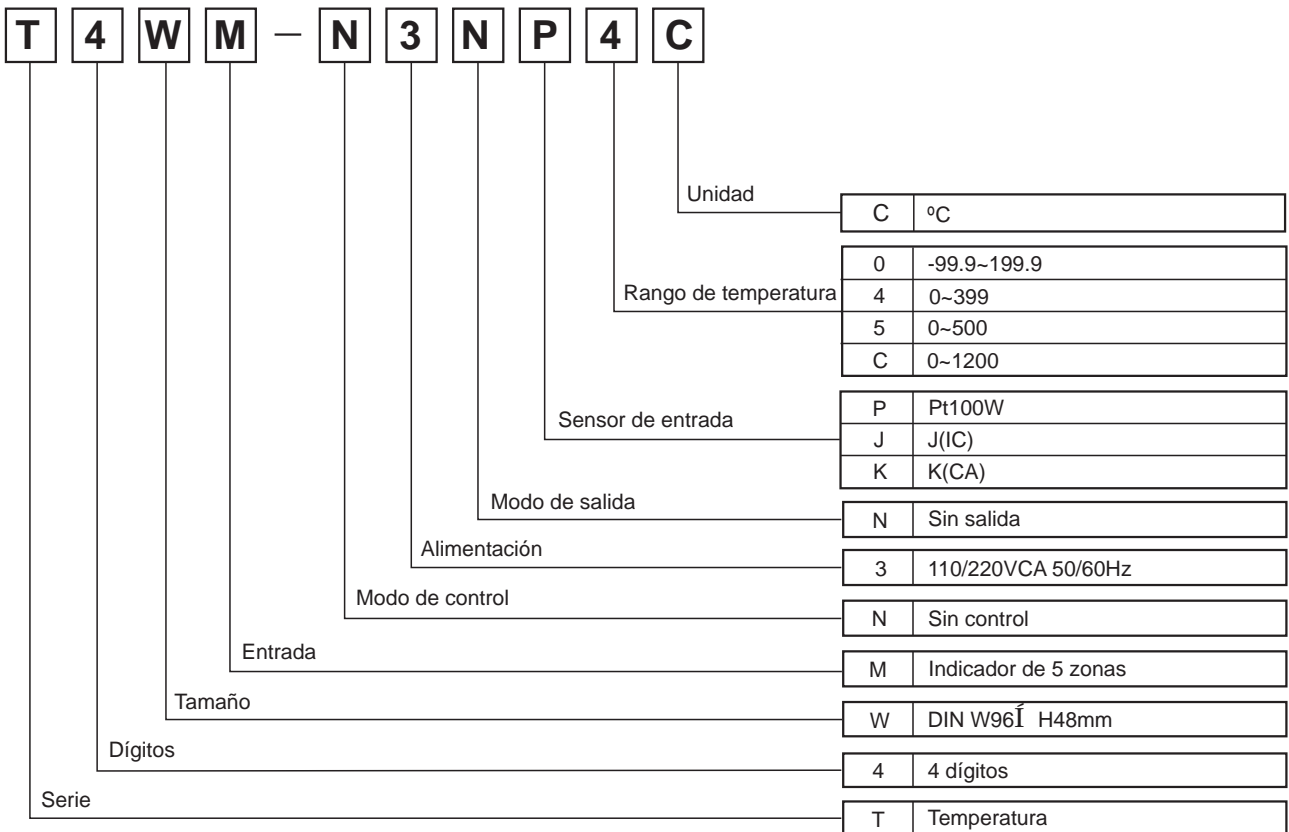 T 4 W M — N 3 N P 4 C
Unidad
C ºC
0 -99.9~199.9
Rango de temperatura
4 0~399
5 0~500
C 0~1200
P Pt100W
Sensor de entrada
J J(IC)
K K(CA)
Modo de salida
N Sin salida
Alimentación
3 110/220VCA 50/60Hz
Modo de control
N Sin control
Entrada
M Indicador de 5 zonas
Tamaño
W DIN W96Í H48mm
Dígitos
4 4 dígitos
Serie
T Temperatura